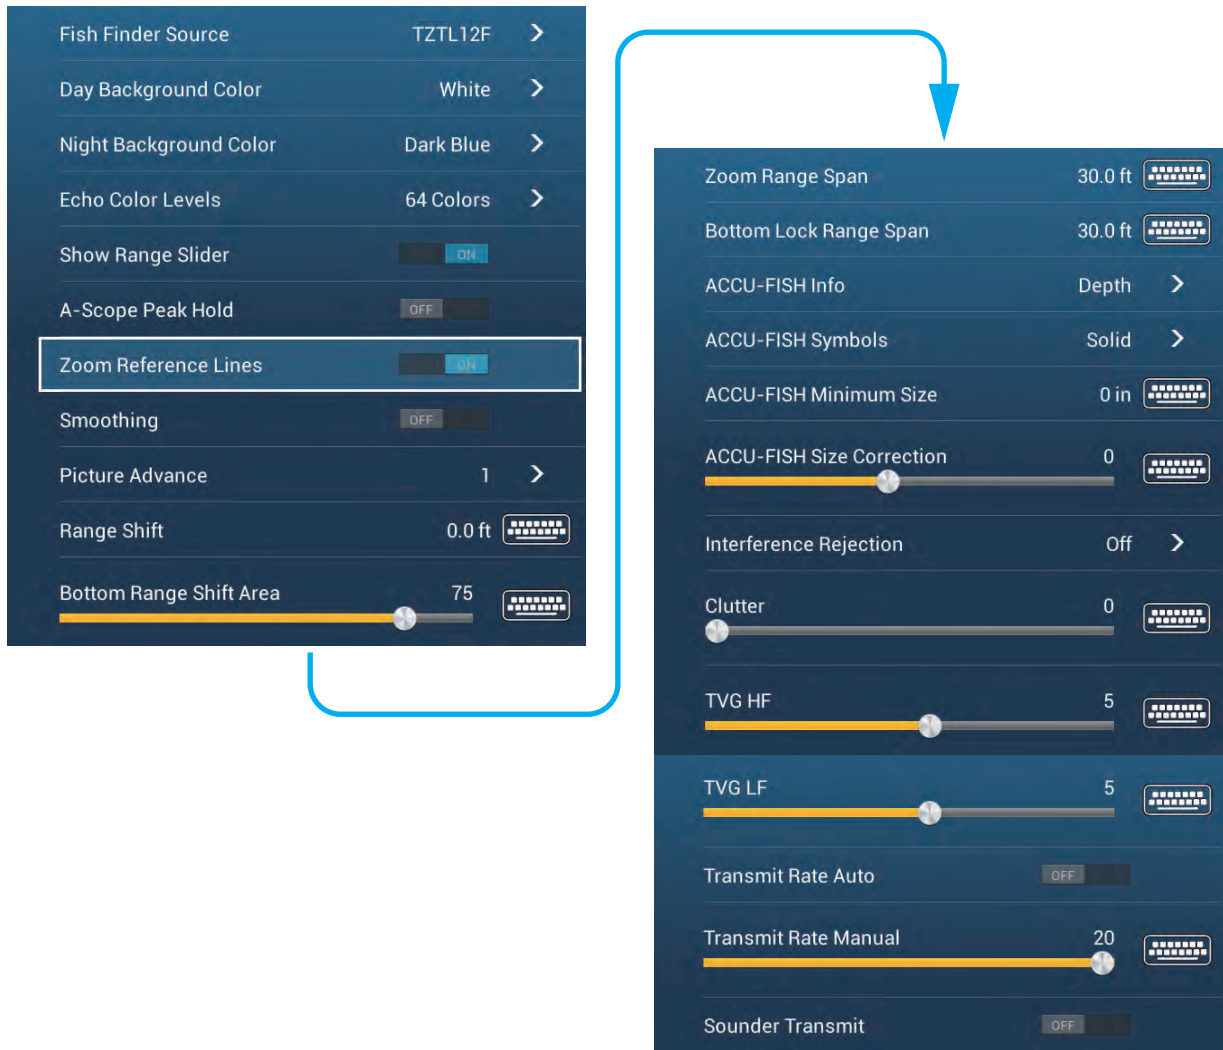 Fish Finder Source TZTL12F
Day Background Color White
Night Background Color Dark Blue
Echo Color Levels 64 Colors
Show Range Slider ON
A-Scope Peak Hold OFF
Zoom Reference Lines ON
Smoothing OFF
Picture Advance 1
Range Shift 0.0 ft
Bottom Range Shift Area 75
Zoom Range Span 30.0 ft
Bottom Lock Range Span 30.0 ft
ACCU-FISH Info Depth
ACCU-FISH Symbols Solid
ACCU-FISH Minimum Size 0 in
ACCU-FISH Size Correction 0
Interference Rejection Off
Clutter 0
TVG HF 5
TVG LF 5
Transmit Rate Auto OFF
Transmit Rate Manual 20
Sounder Transmit OFF